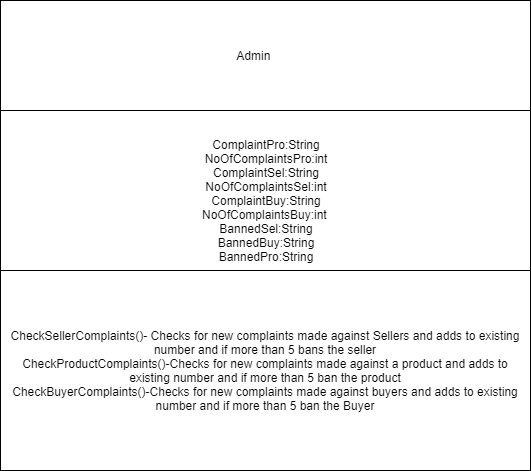 Admin
ComplaintPro:String
NoOfComplaintsPro:int
ComplaintSel:String
NoOfComplaintsSel:int
ComplaintBuy:String
NoOfComplaintsBuy:int
BannedSel:String
BannedBuy:String
BannedPro:String
CheckSellerComplaints()- Checks for new complaints made against Sellers and adds to existing
number and if more than 5 bans the seller
CheckProductComplaints()-Checks for new complaints made against a product and adds to
existing number and if more than 5 ban the product
CheckBuyerComplaints()-Checks for new complaints made against buyers and adds to existing
number and if more than 5 ban the Buyer